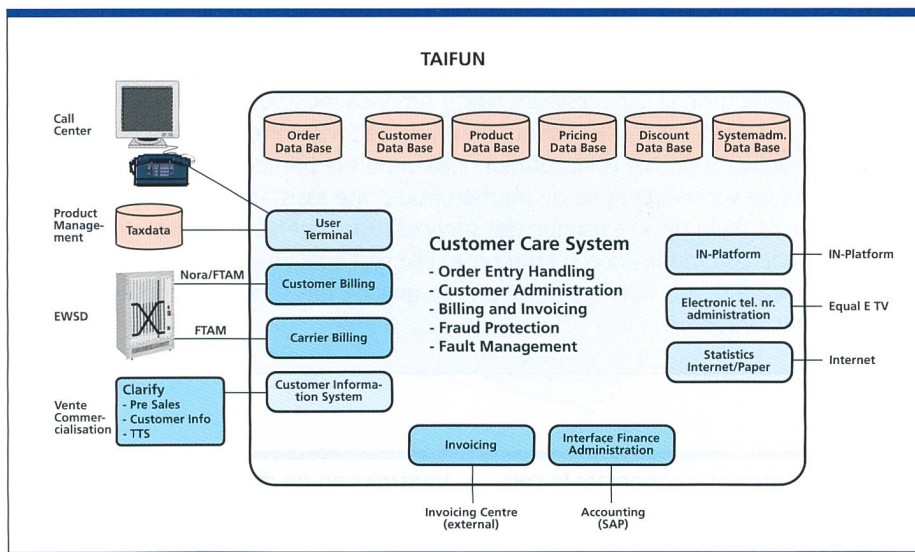 TAIFUN
Call
Center
Order
Data Base
Customer
Data Base
Product
Data Base
Pricing
Data Base
Discount
Data Base
Systemadm.
Data Base
Product
Manage-
ment
Taxdata
User
Terminal
Customer Care System
- Order Entry Handling
- Customer Administration
- Billing and Invoicing
- Fraud Protection
- Fault Management
IN-Platform
IN-Platform
Nora/FTAM
Customer Billing
EWSD
FTAM
Carrier Billing
Electronic tel. nr.
administration
Equal E TV
Statistics
Internet/Paper
Internet
Vente
Commer-
cialisation
Clarify
- Pre Sales
- Customer Info
- TTS
Customer Informa-
tion System
Invoicing
Interface Finance
Administration
Invoicing Centre
(external)
Accounting
(SAP)